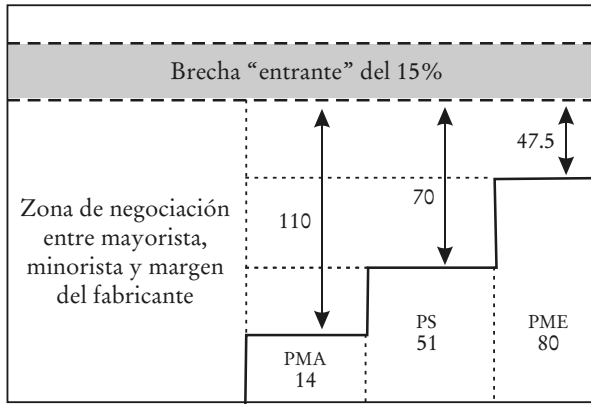 Brecha “entrante” del 15%
47.5
70
110
Zona de negociación
entre mayorista,
minorista y margen
del fabricante
PMA
14
PS
51
PME
80